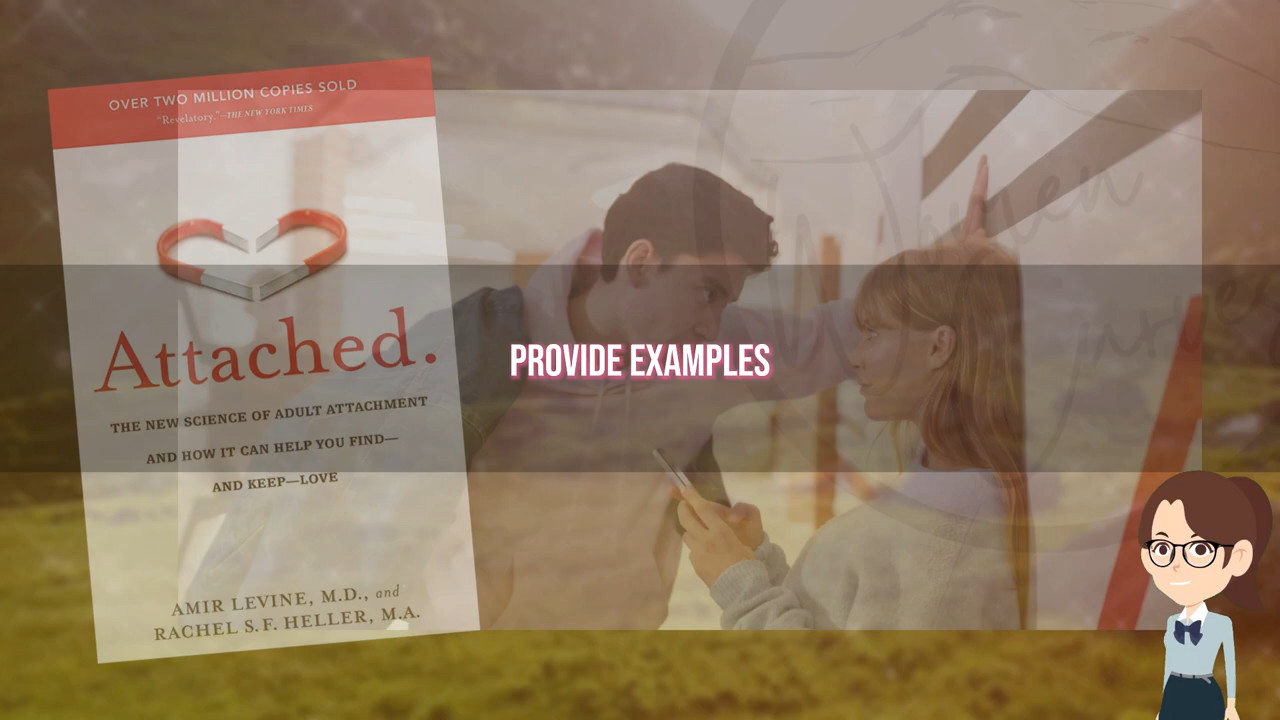 OVER TWO MILLION COPIES SOLD
"Revelatory." –THE NEW YORK TIMES
Attached.
THE NEW SCIENCE OF ADULT ATTACHMENT
AND HOW IT CAN HELP YOU FIND—
AND KEEP—LOVE
AMIR LEVINE, M.D., and
RACHEL S. F. HELLER, M.A.
PROVIDE EXAMPLES
Women